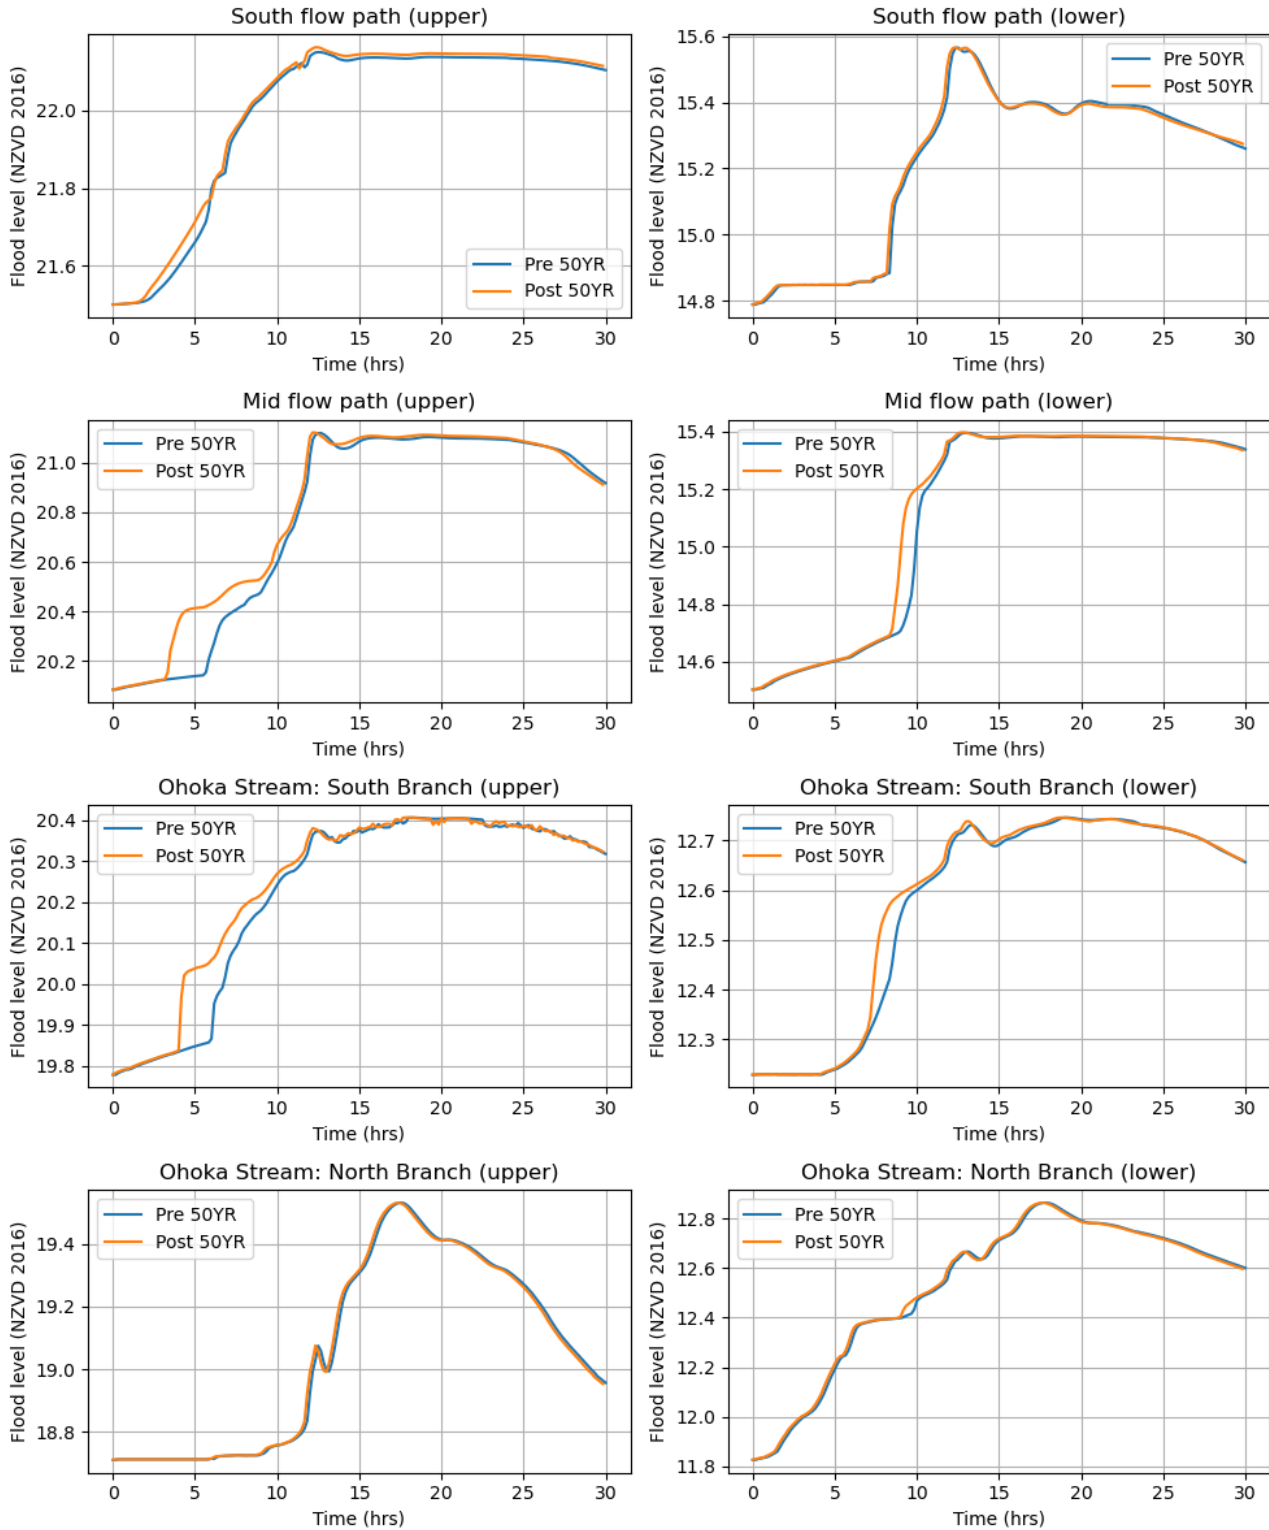 South flow path (upper)
Flood level (NZVD 2016)
22.0
21.8
21.6
Pre 50YR
Post 50YR
0 5 10 15 20 25 30
Time (hrs)
South flow path (lower)
Flood level (NZVD 2016)
15.6
15.4
15.2
15.0
14.8
Pre 50YR
Post 50YR
0 5 10 15 20 25 30
Time (hrs)
Mid flow path (upper)
Flood level (NZVD 2016)
21.0
20.8
20.6
20.4
20.2
Pre 50YR
Post 50YR
0 5 10 15 20 25 30
Time (hrs)
Mid flow path (lower)
Flood level (NZVD 2016)
15.4
15.2
15.0
14.8
14.6
Pre 50YR
Post 50YR
0 5 10 15 20 25 30
Time (hrs)
Ohoka Stream: South Branch (upper)
Flood level (NZVD 2016)
20.4
20.3
20.2
20.1
20.0
19.9
19.8
Pre 50YR
Post 50YR
0 5 10 15 20 25 30
Time (hrs)
Ohoka Stream: South Branch (lower)
Flood level (NZVD 2016)
12.7
12.6
12.5
12.4
12.3
Pre 50YR
Post 50YR
0 5 10 15 20 25 30
Time (hrs)
Ohoka Stream: North Branch (upper)
Flood level (NZVD 2016)
19.4
19.2
19.0
18.8
Pre 50YR
Post 50YR
0 5 10 15 20 25 30
Time (hrs)
Ohoka Stream: North Branch (lower)
Flood level (NZVD 2016)
12.8
12.6
12.4
12.2
12.0
11.8
Pre 50YR
Post 50YR
0 5 10 15 20 25 30
Time (hrs)